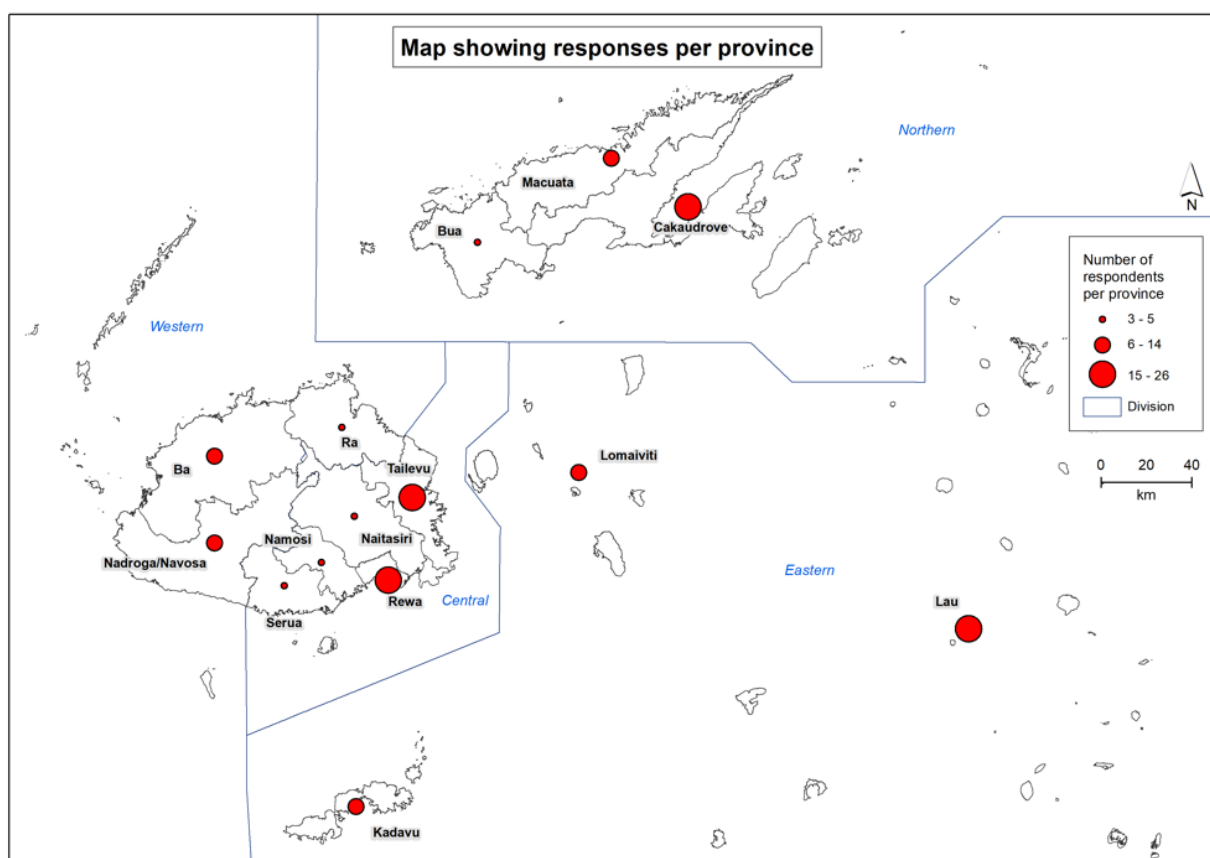 Map showing responses per province
Northern
Macuata
N
Cakaudrove
Bua
Number of
respondents
per province
3 - 5
6 - 14
15 - 26
Division
0 20 40
km
Western
Ra
Lomaiviti
Ba
Tailevu
Namosi
Naitasiri
Nadroga/Navosa
Eastern
Rewa
Central
Lau
Serua
Kadavu